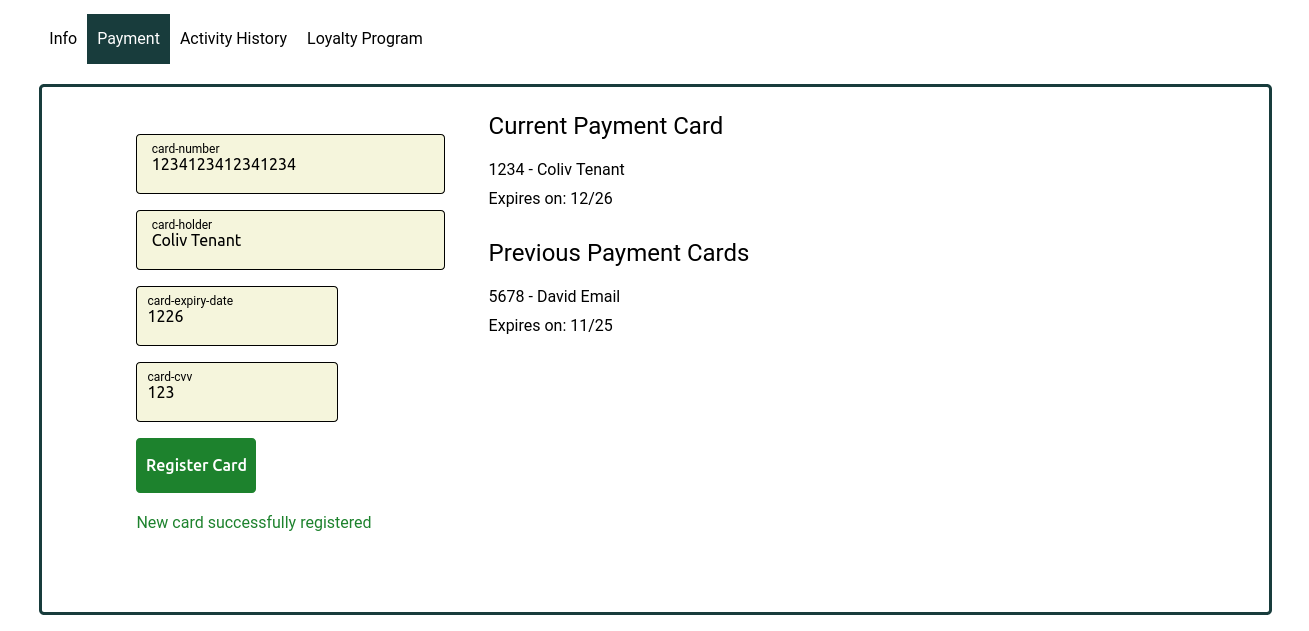 Info Payment Activity History Loyalty Program
card-number
1234123412341234
card-holder
Coliv Tenant
card-expiry-date
1226
card-cvv
123
Register Card
New card successfully registered
Current Payment Card
1234 - Coliv Tenant
Expires on: 12/26
Previous Payment Cards
5678 - David Email
Expires on: 11/25